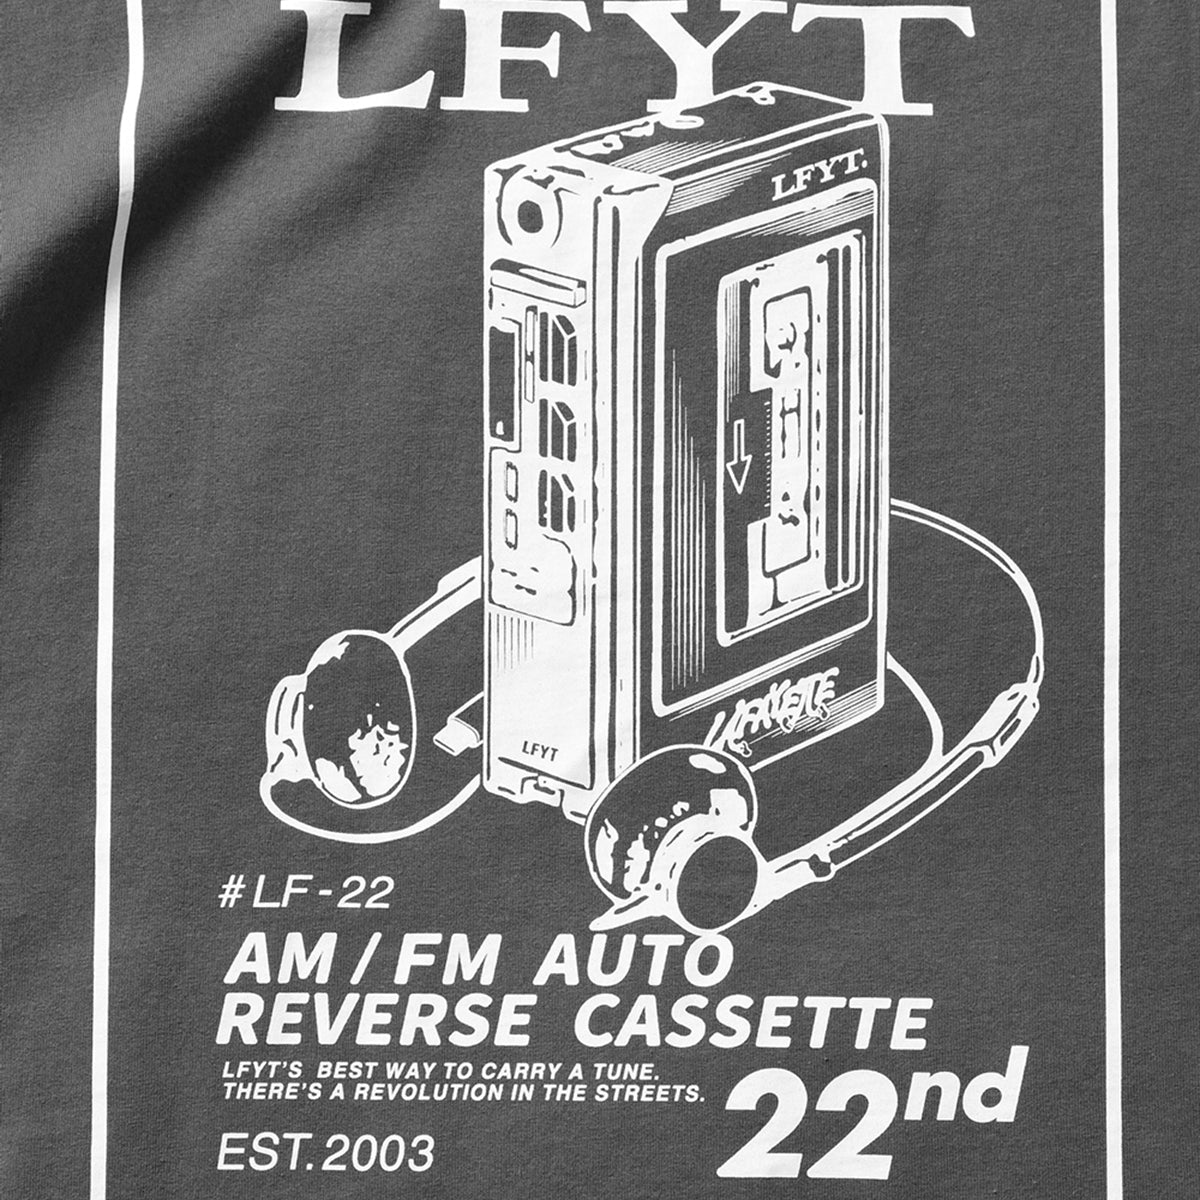 LFYT
LFYT.
LAFAYETTE
LFYT
#LF-22
AM/FM AUTO
REVERSE CASSETTE
LFYT'S BEST WAY TO CARRY A TUNE.
THERE'S A REVOLUTION IN THE STREETS.
22nd
EST.2003